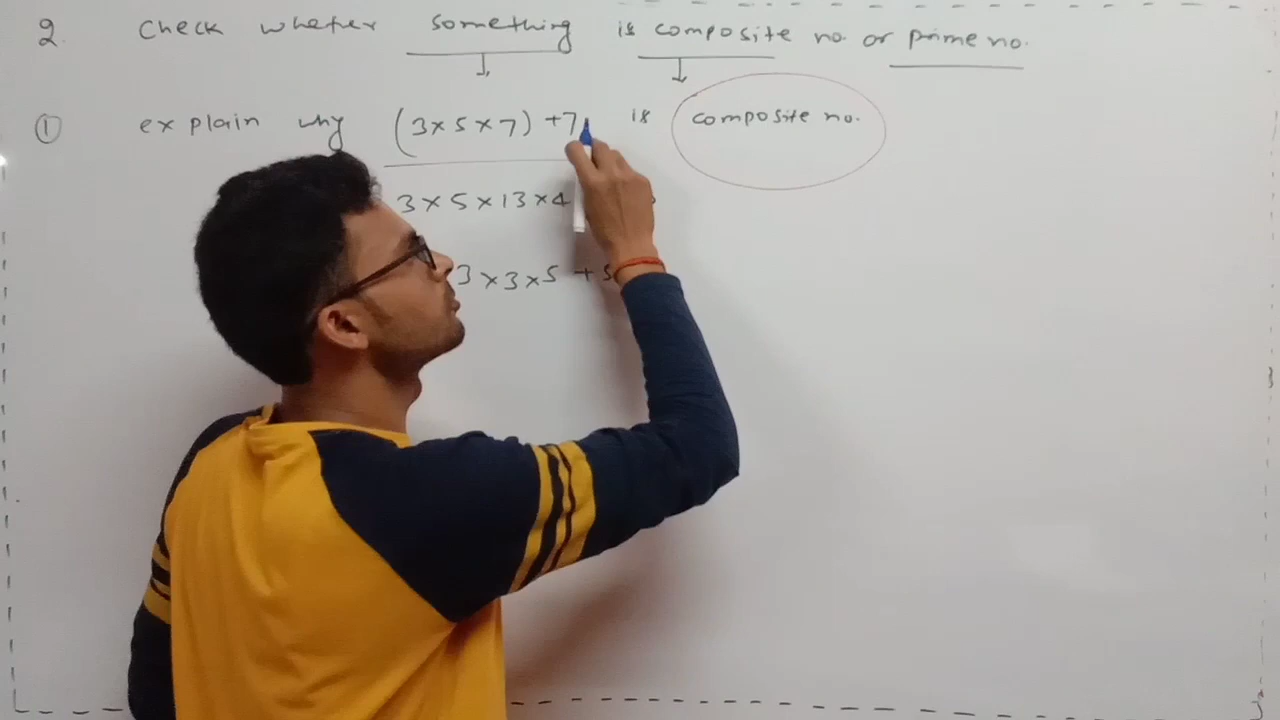 2. Check whether something is composite no. or prime no.
① explain why (3 × 5 × 7) + 7 is composite no.
3 × 5 × 13 × 4
3 × 3 × 5 + 5